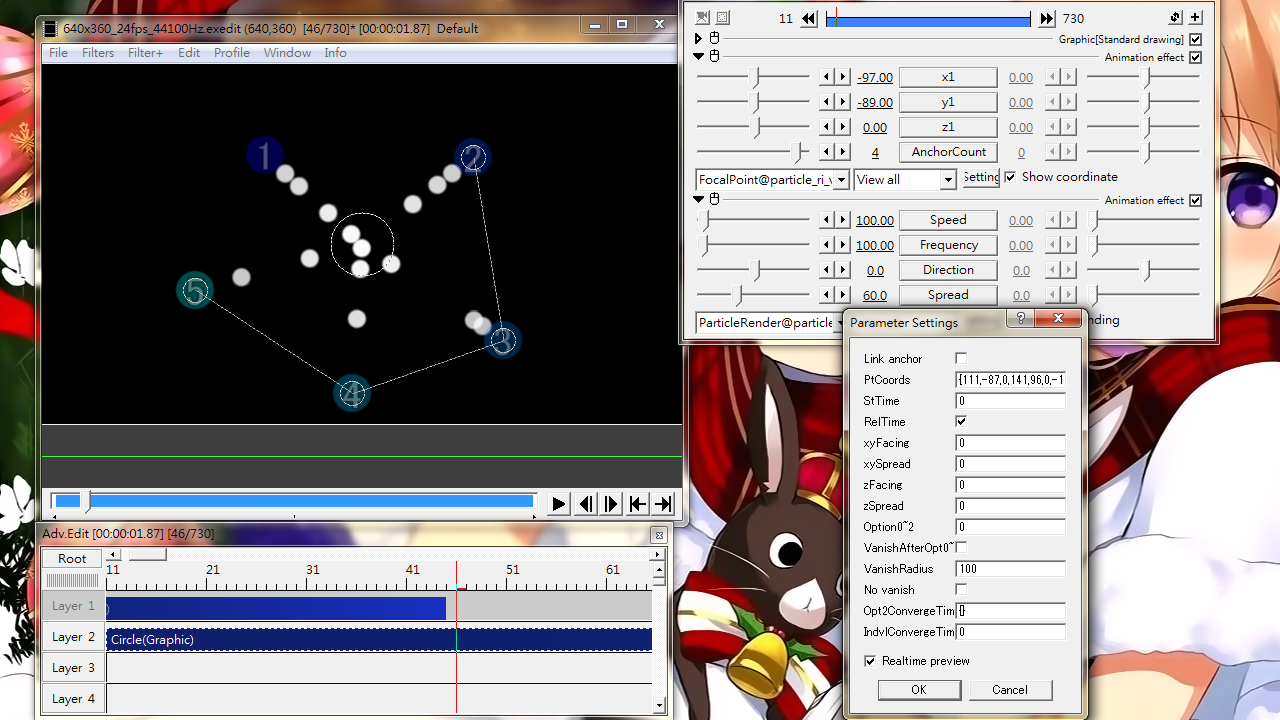 640x360_24fps_44100Hz.exedit (640,360) [46/730]* [00:00:01.87] Default
File Filters Filter+ Edit Profile Window Info
1
2
5
3
4
Adv.Edit [00:00:01.87] [46/730]
Root
11 21 31 41 51 61
Layer 1
Layer 2 Circle(Graphic)
Layer 3
Layer 4
11 730
Graphic[Standard drawing]
Animation effect
-97.00 x1 0.00
-89.00 y1 0.00
0.00 z1 0.00
4 AnchorCount 0
FocalPoint@particle_ri_v View all Setting Show coordinate
Animation effect
100.00 Speed 0.00
100.00 Frequency 0.00
0.0 Direction 0.0
60.0 Spread 0.0
ParticleRender@particle
Parameter Settings
Link anchor
PtCoords {111,-87,0,141,96,0,-1
StTime 0
RelTime
xyFacing 0
xySpread 0
zFacing 0
zSpread 0
Option0~2 0
VanishAfterOpt0~
VanishRadius 100
No vanish
Opt2ConvergeTim {}
IndvlConvergeTim 0
Realtime preview
OK Cancel